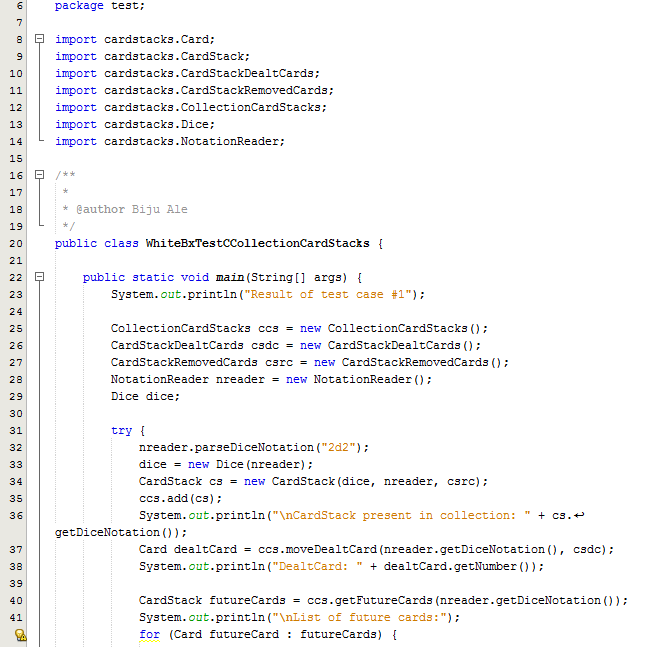 6 package test;
7
8 import cardstacks.Card;
9 import cardstacks.CardStack;
10 import cardstacks.CardStackDealtCards;
11 import cardstacks.CardStackRemovedCards;
12 import cardstacks.CollectionCardStacks;
13 import cardstacks.Dice;
14 import cardstacks.NotationReader;
15
16 /**
17 *
18 * @author Biju Ale
19 */
20 public class WhiteBxTestCCollectionCardStacks {
21
22 public static void main(String[] args) {
23 System.out.println("Result of test case #1");
24
25 CollectionCardStacks ccs = new CollectionCardStacks();
26 CardStackDealtCards csdc = new CardStackDealtCards();
27 CardStackRemovedCards csrc = new CardStackRemovedCards();
28 NotationReader nreader = new NotationReader();
29 Dice dice;
30
31 try {
32 nreader.parseDiceNotation("2d2");
33 dice = new Dice(nreader);
34 CardStack cs = new CardStack(dice, nreader, csrc);
35 ccs.add(cs);
36 System.out.println("\nCardStack present in collection: " + cs.↩
getDiceNotation());
37 Card dealtCard = ccs.moveDealtCard(nreader.getDiceNotation(), csdc);
38 System.out.println("DealtCard: " + dealtCard.getNumber());
39
40 CardStack futureCards = ccs.getFutureCards(nreader.getDiceNotation());
41 System.out.println("\nList of future cards:");
for (Card futureCard : futureCards) {